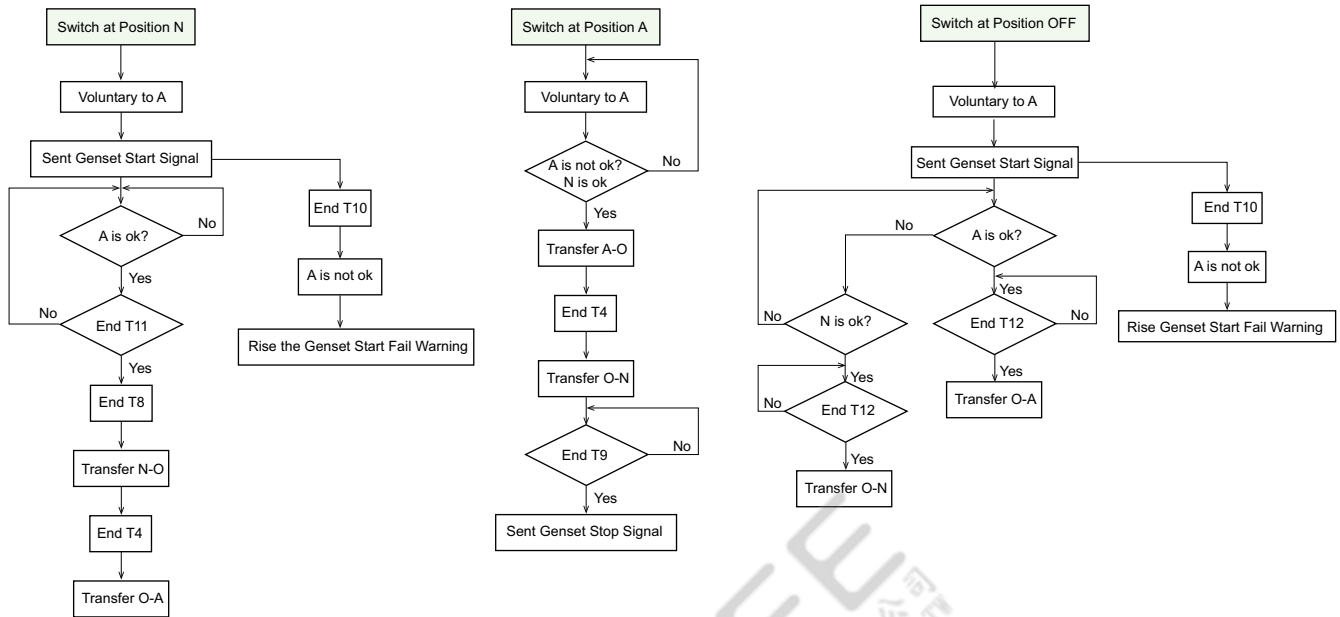 Switch at Position N
Voluntary to A
Sent Genset Start Signal
A is ok?
No
Yes
End T11
No
Yes
End T8
Transfer N-O
End T4
Transfer O-A
End T10
A is not ok
Rise the Genset Start Fail Warning
Switch at Position A
Voluntary to A
A is not ok?
N is ok
No
Yes
Transfer A-O
End T4
Transfer O-N
End T9
No
Yes
Sent Genset Stop Signal
Switch at Position OFF
Voluntary to A
Sent Genset Start Signal
A is ok?
No
Yes
End T12
No
Yes
Transfer O-A
N is ok?
No
Yes
End T12
No
Yes
Transfer O-N
End T10
A is not ok
Rise Genset Start Fail Warning